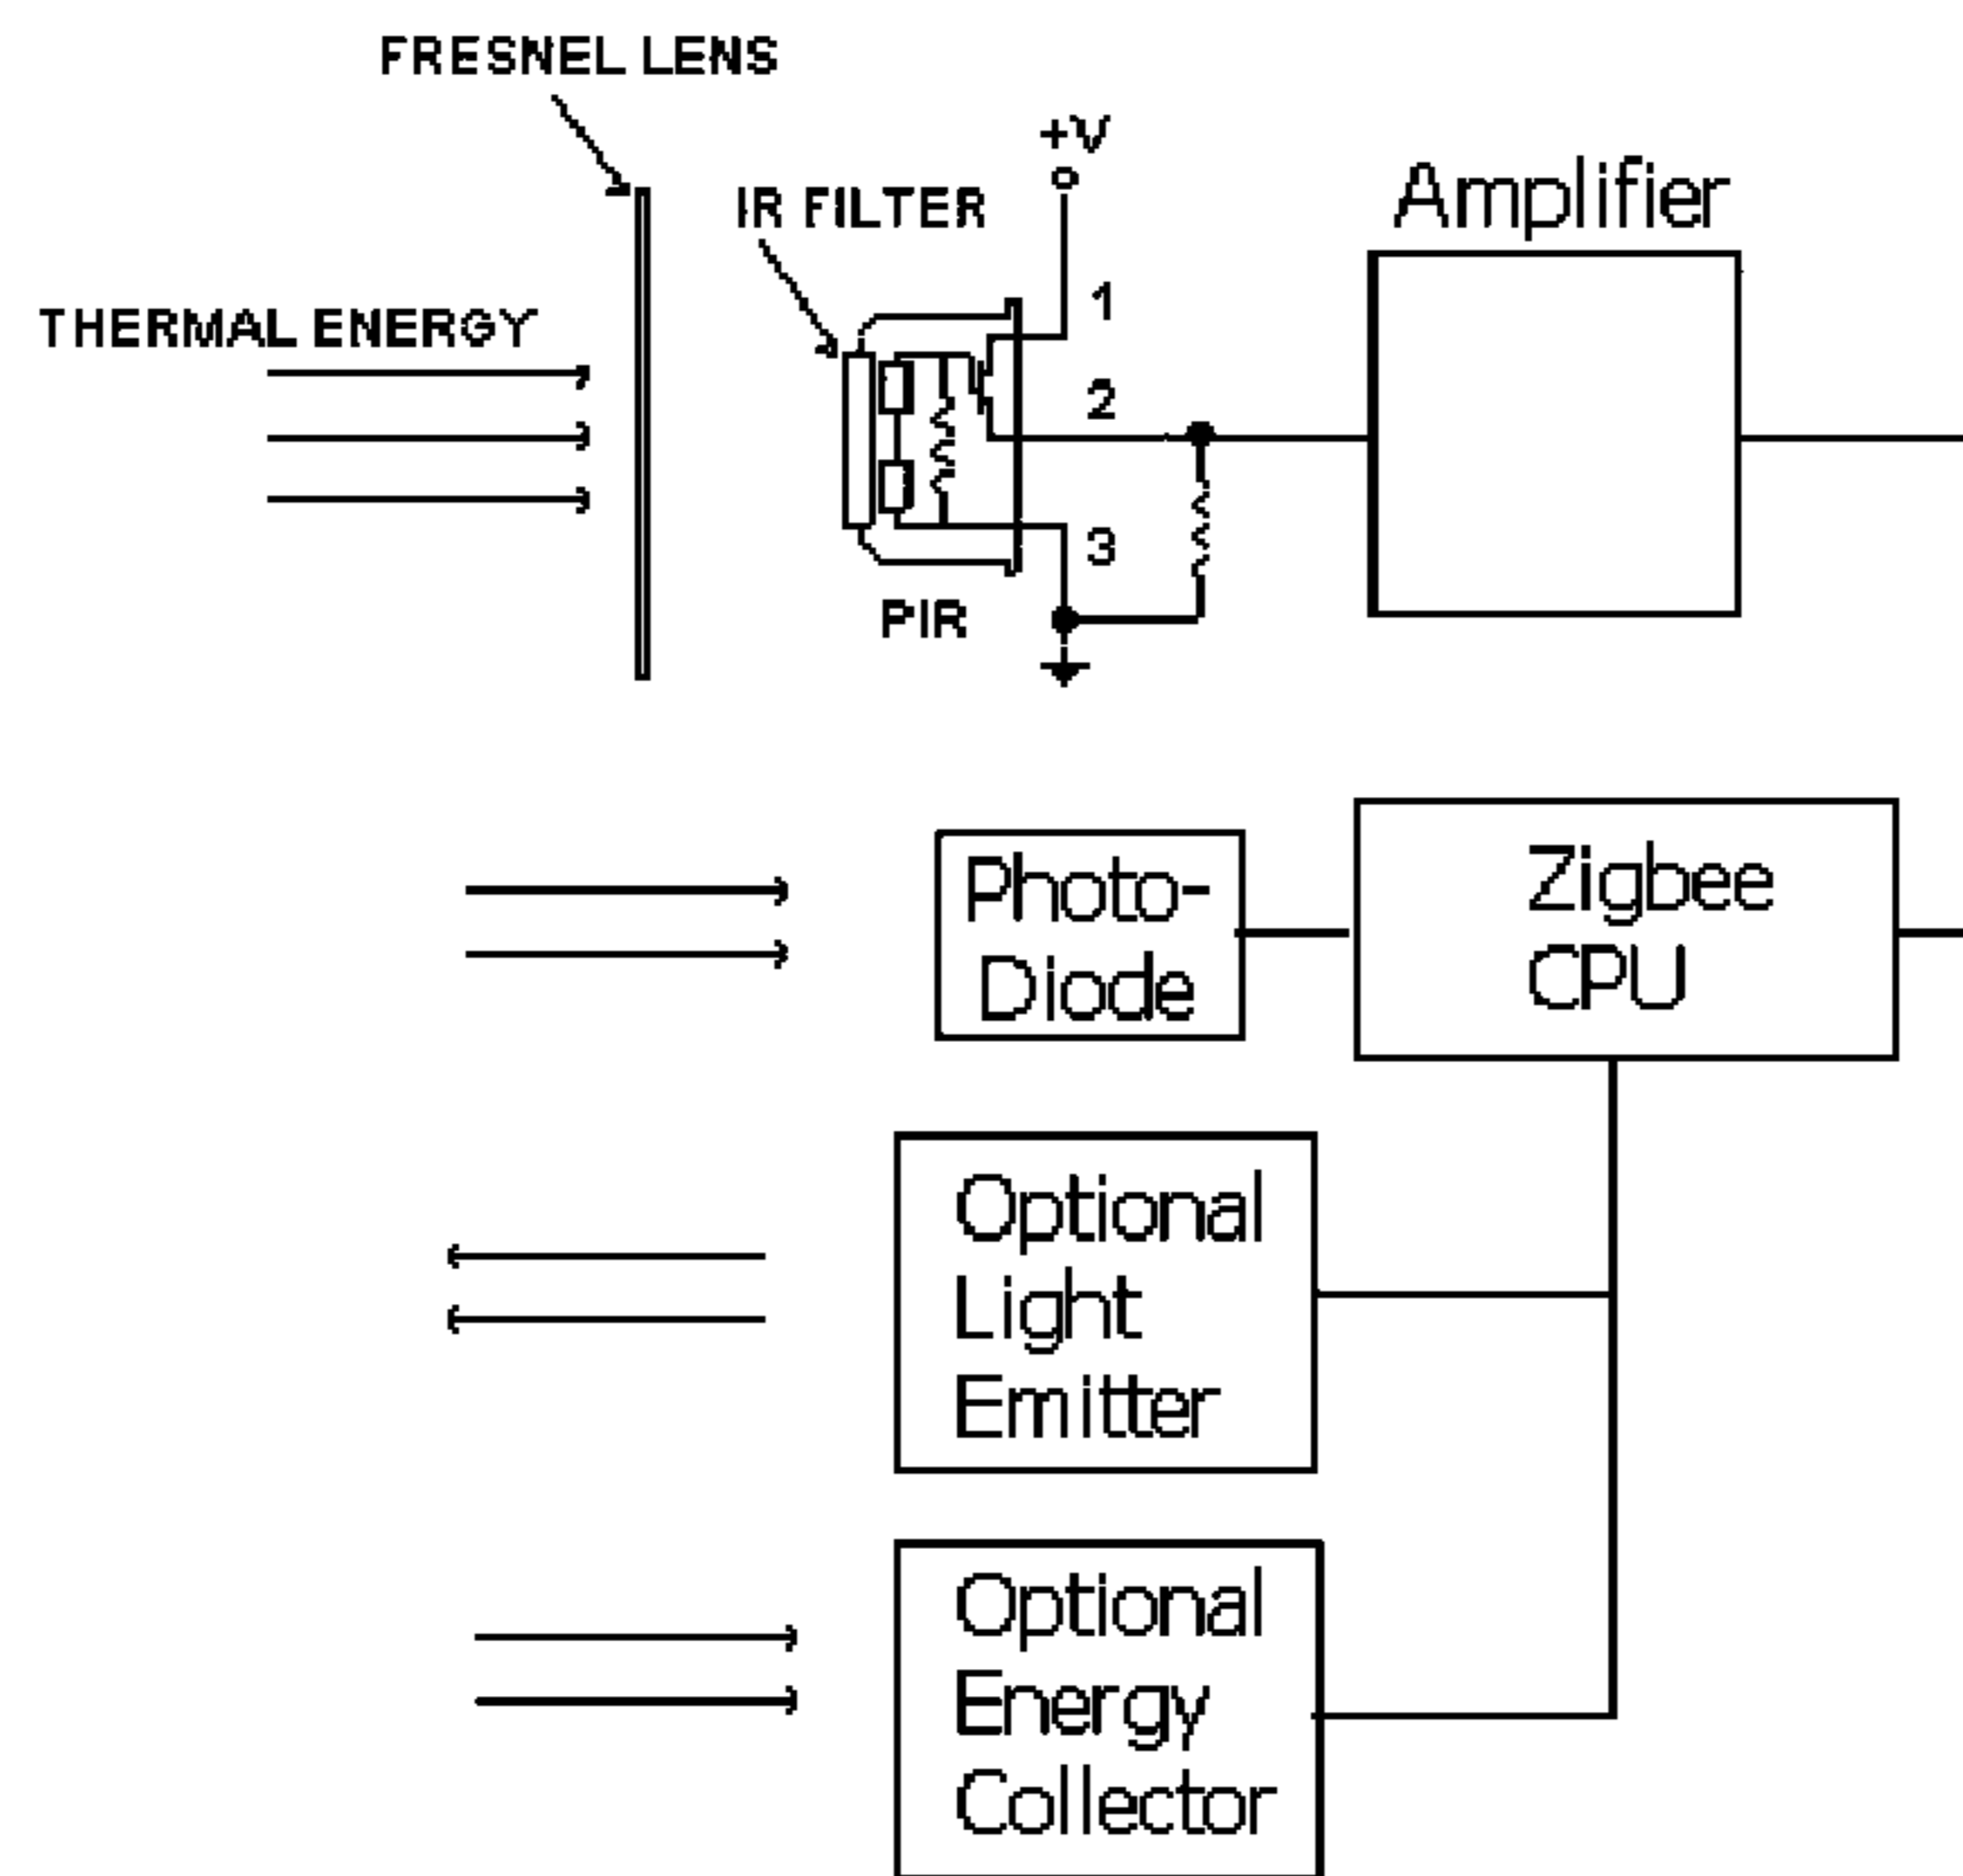 FRESNEL LENS
+V
Amplifier
IR FILTER
THERMAL ENERGY
1
2
3
PIR
Photo-
Diode
Zigbee
CPU
Optional
Light
Emitter
Optional
Energy
Collector